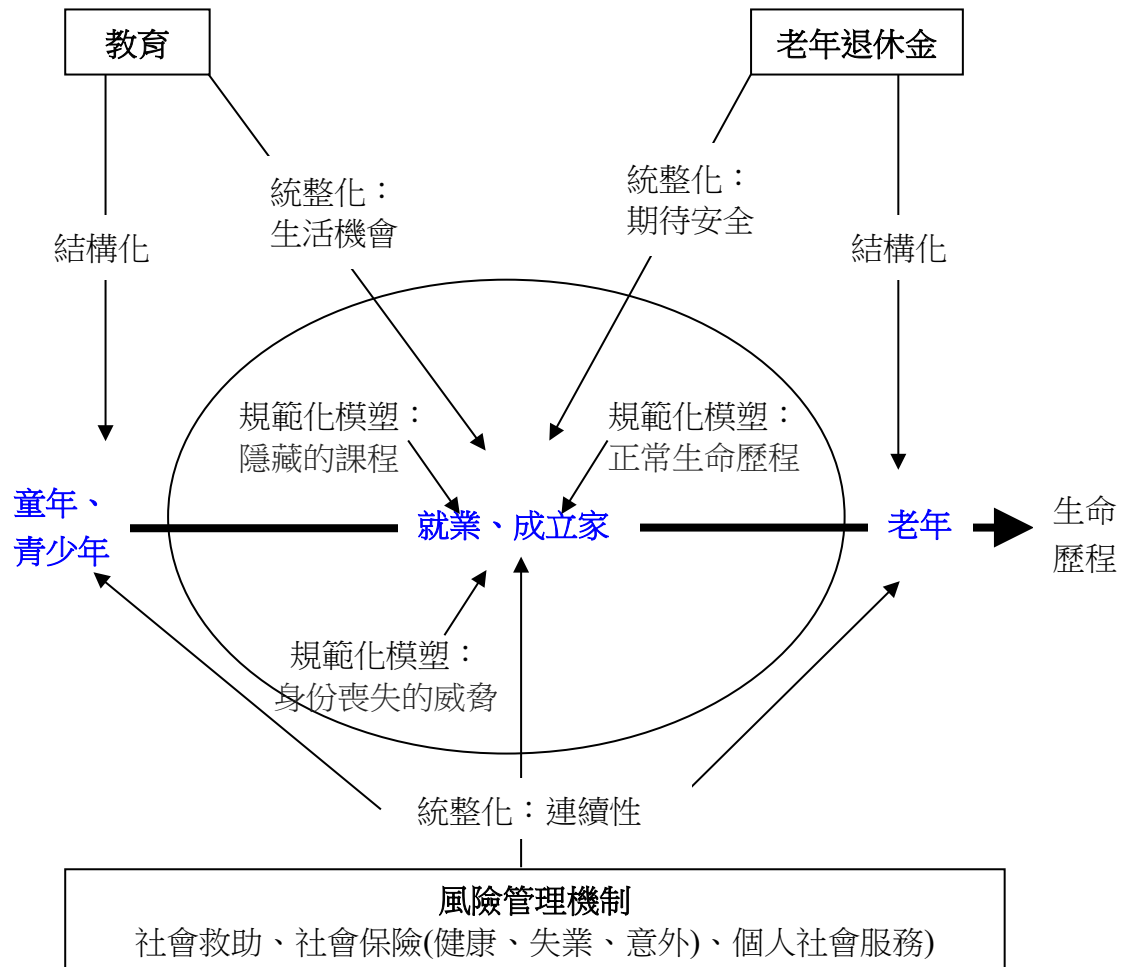 教育
老年退休金
統整化：
生活機會
統整化：
期待安全
結構化
結構化
規範化模塑：
隱藏的課程
規範化模塑：
正常生命歷程
童年、
青少年
就業、成立家
老年
生命
歷程
規範化模塑：
身份喪失的威脅
統整化：連續性
風險管理機制
社會救助、社會保險(健康、失業、意外)、個人社會服務)